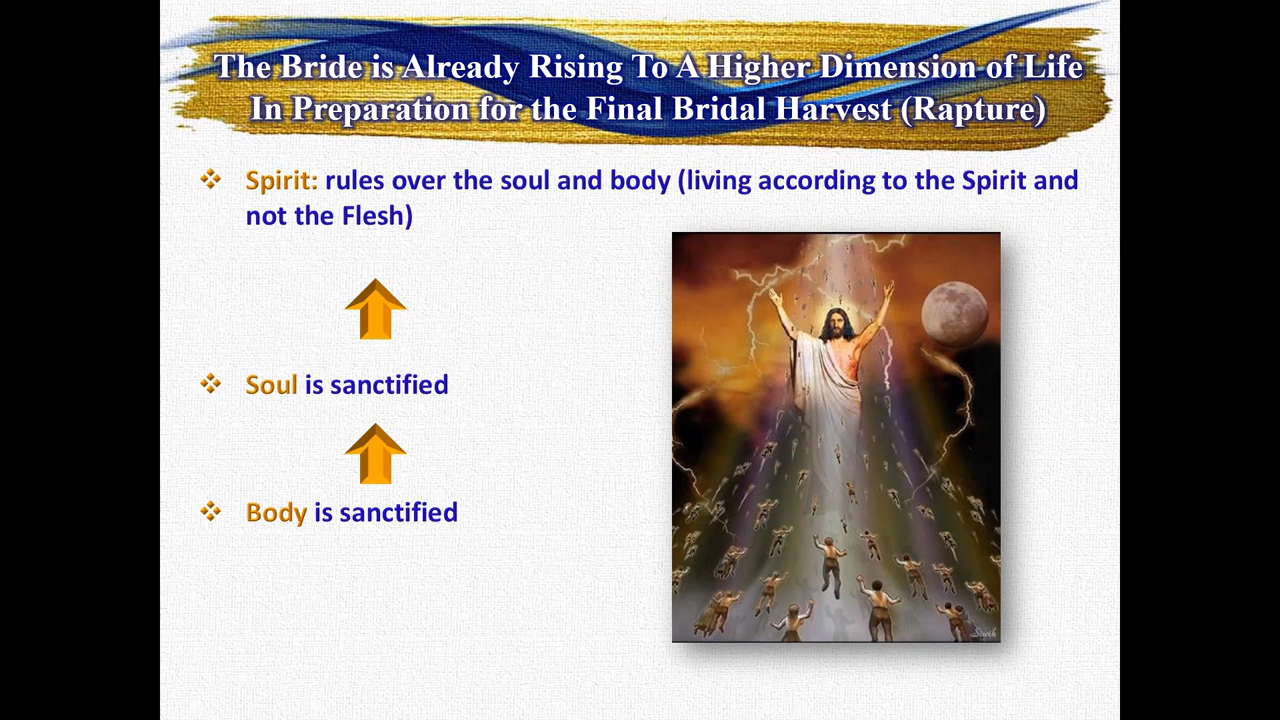 The Bride is Already Rising To A Higher Dimension of Life
In Preparation for the Final Bridal Harvest (Rapture)
Spirit: rules over the soul and body (living according to the Spirit and
not the Flesh)
Soul is sanctified
Body is sanctified